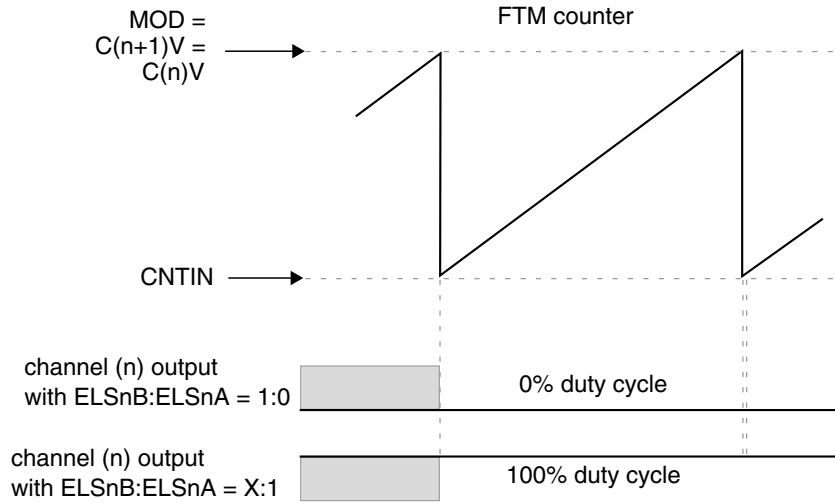 FTM counter
MOD =
C(n+1)V =
C(n)V
CNTIN
channel (n) output
with ELSnB:ELSnA = 1:0
0% duty cycle
channel (n) output
with ELSnB:ELSnA = X:1
100% duty cycle